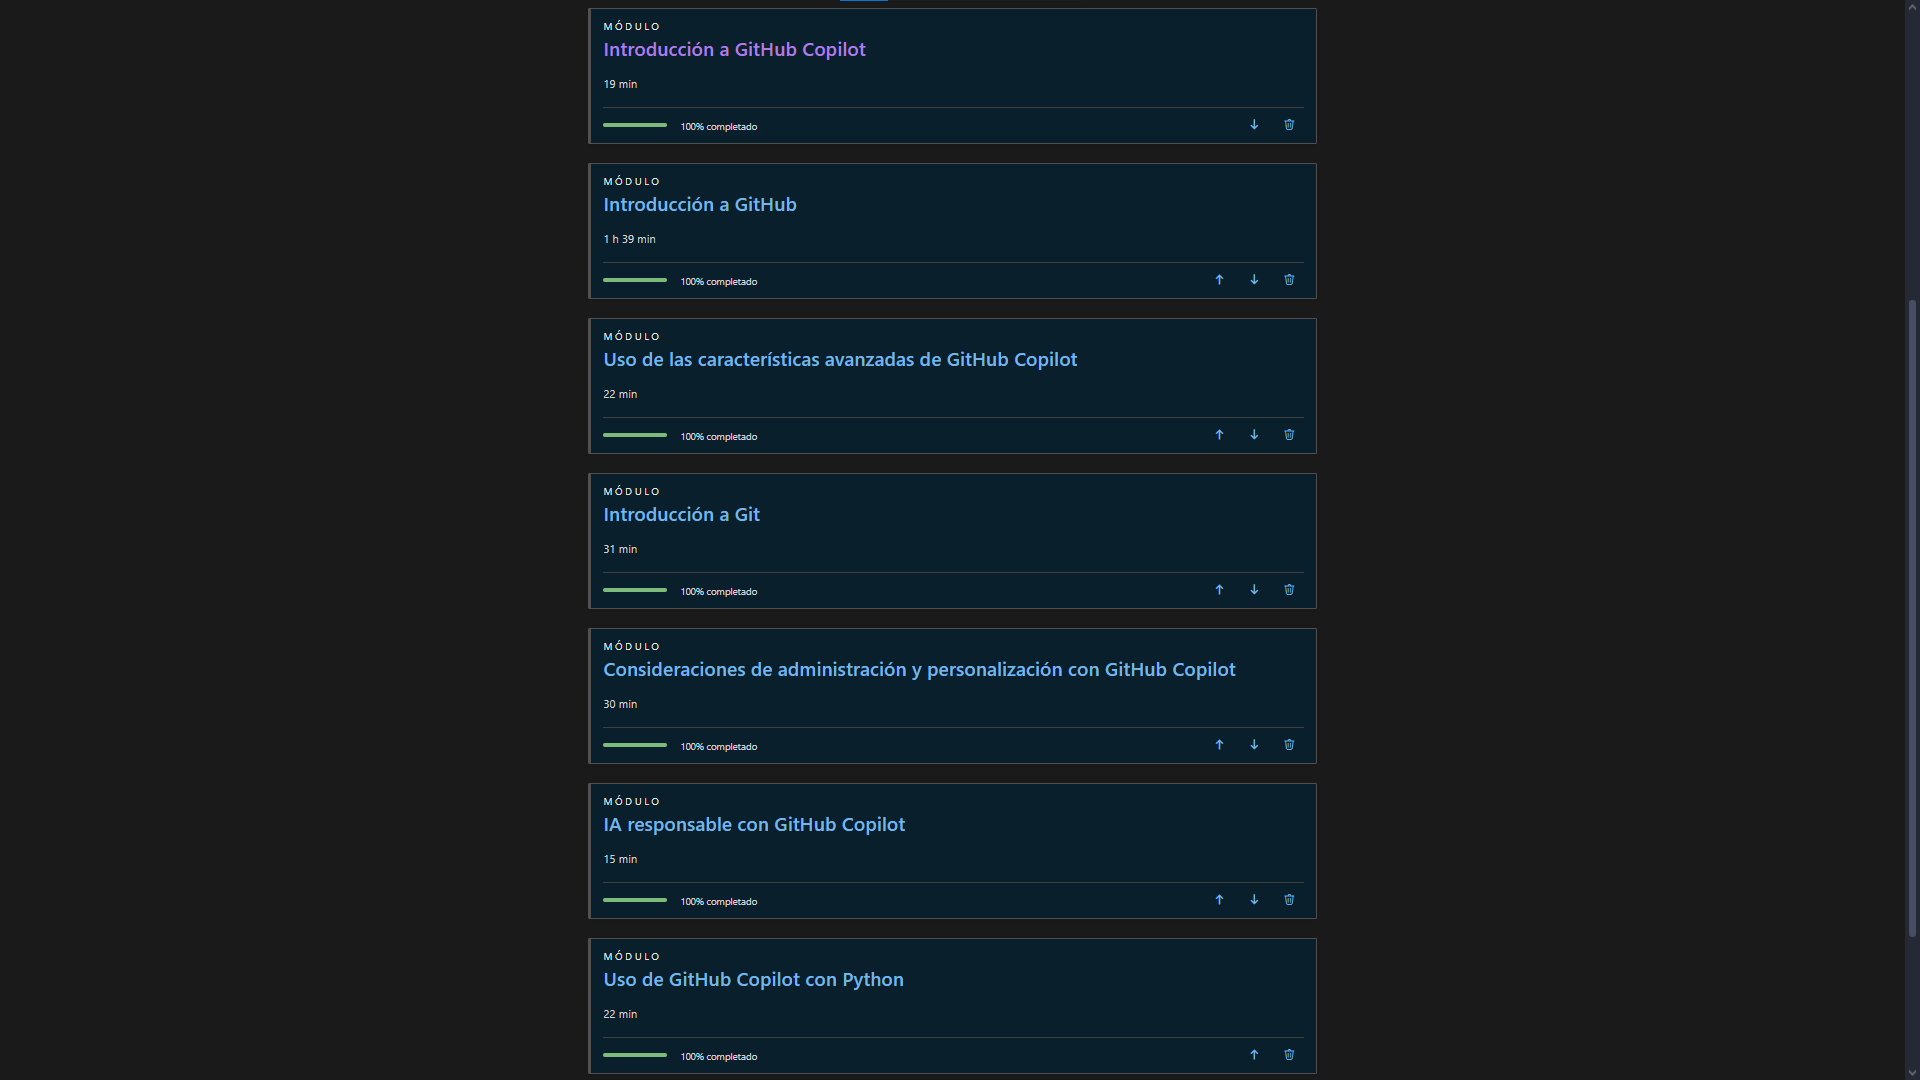 MÓDULO
Introducción a GitHub Copilot
19 min
100% completado
MÓDULO
Introducción a GitHub
1 h 39 min
100% completado
MÓDULO
Uso de las características avanzadas de GitHub Copilot
22 min
100% completado
MÓDULO
Introducción a Git
31 min
100% completado
MÓDULO
Consideraciones de administración y personalización con GitHub Copilot
30 min
100% completado
MÓDULO
IA responsable con GitHub Copilot
15 min
100% completado
MÓDULO
Uso de GitHub Copilot con Python
22 min
100% completado